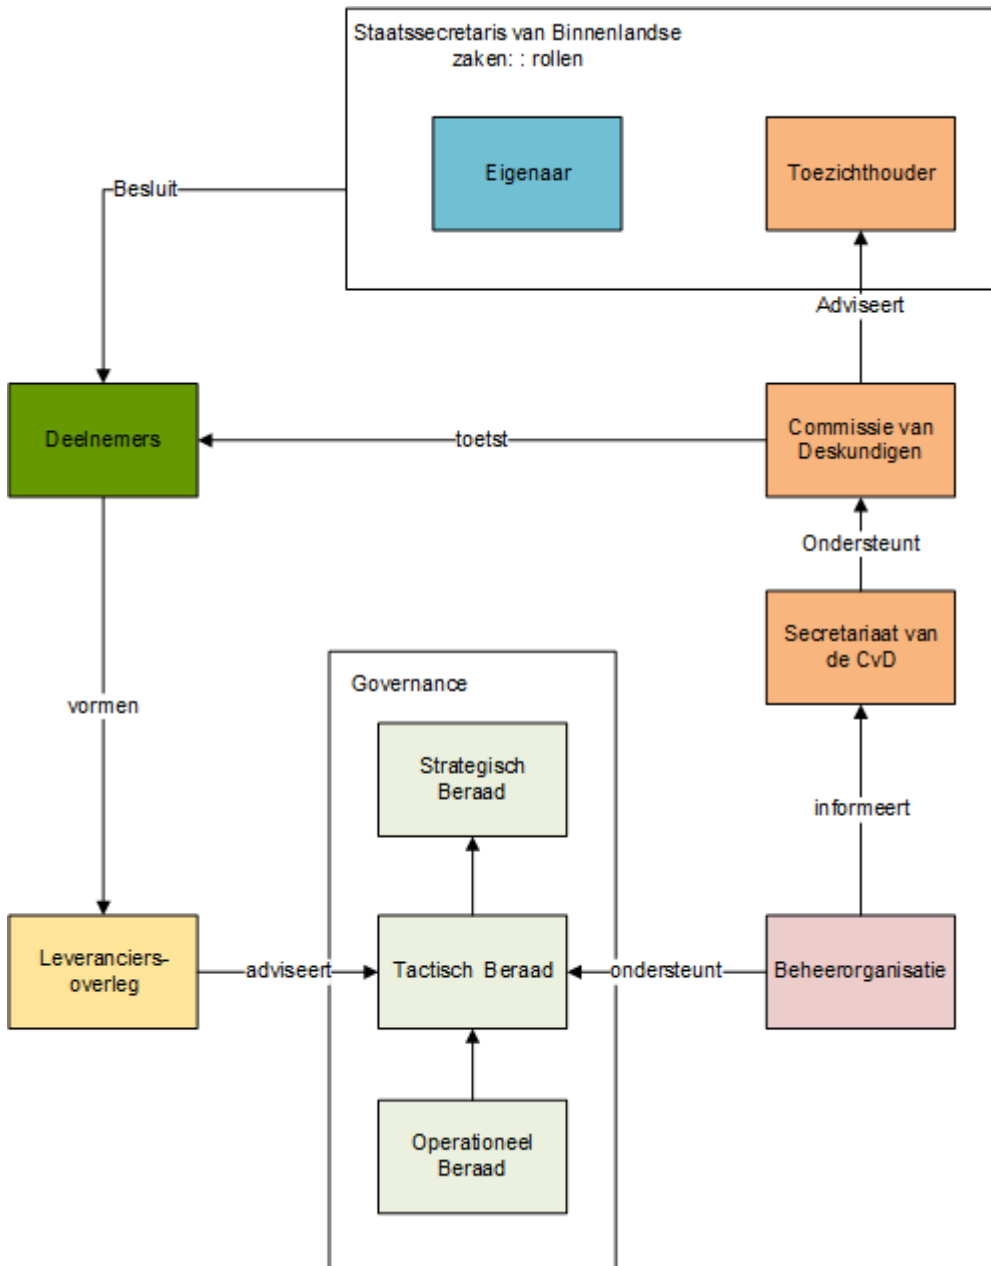 Staatssecretaris van Binnenlandse
zaken: : rollen
Eigenaar
Toezichthouder
Besluit
Adviseert
Deelnemers
toetst
Commissie van
Deskundigen
Ondersteunt
Secretariaat van
de CvD
Governance
vormen
Strategisch
Beraad
informeert
Leveranciers-
overleg
adviseert
Tactisch Beraad
ondersteunt
Beheerorganisatie
Operationeel
Beraad